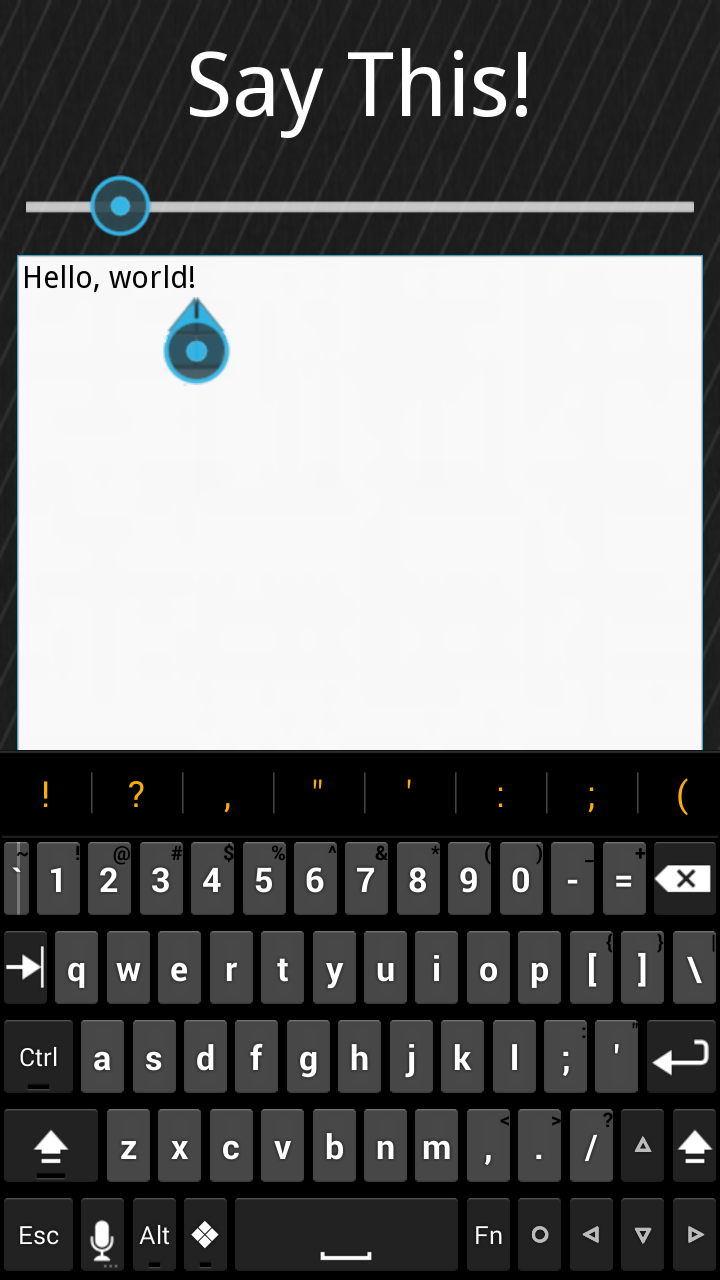 Say This!
Hello, world!
! ? , " ' : ; (
` ~ 1 ! 2 @ 3 # 4 $ 5 % 6 ^ 7 & 8 * 9 ( 0 ) - _ = +
q w e r t y u i o p [ { ] } \ |
Ctrl a s d f g h j k l ; : ' "
z x c v b n m , < . > / ?
Esc Alt Fn